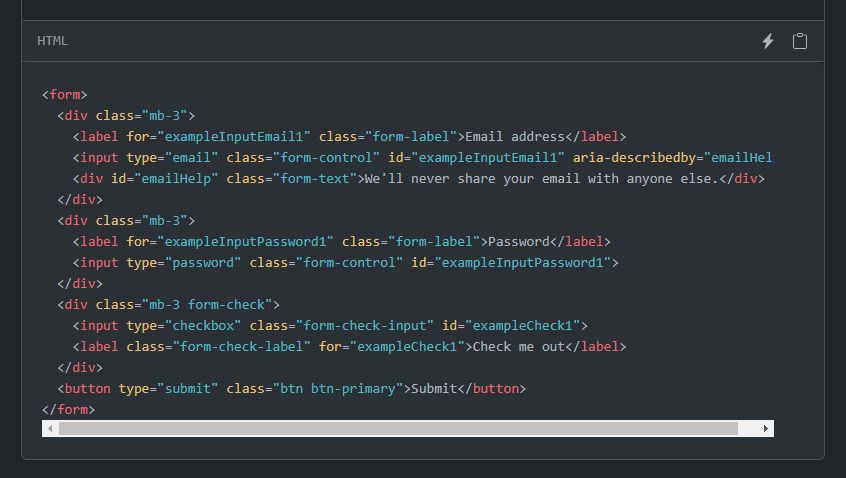 HTML
<form>
  <div class="mb-3">
    <label for="exampleInputEmail1" class="form-label">Email address</label>
    <input type="email" class="form-control" id="exampleInputEmail1" aria-describedby="emailHel
    <div id="emailHelp" class="form-text">We'll never share your email with anyone else.</div>
  </div>
  <div class="mb-3">
    <label for="exampleInputPassword1" class="form-label">Password</label>
    <input type="password" class="form-control" id="exampleInputPassword1">
  </div>
  <div class="mb-3 form-check">
    <input type="checkbox" class="form-check-input" id="exampleCheck1">
    <label class="form-check-label" for="exampleCheck1">Check me out</label>
  </div>
  <button type="submit" class="btn btn-primary">Submit</button>
</form>